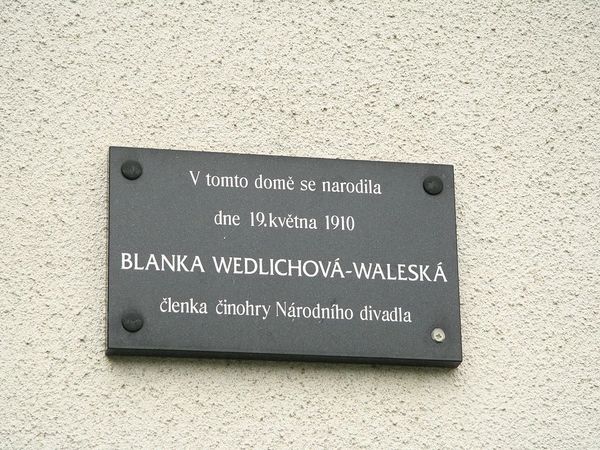 V tomto domě se narodila
dne 19.května 1910
BLANKA WEDLICHOVÁ-WALESKÁ
členka činohry Národního divadla